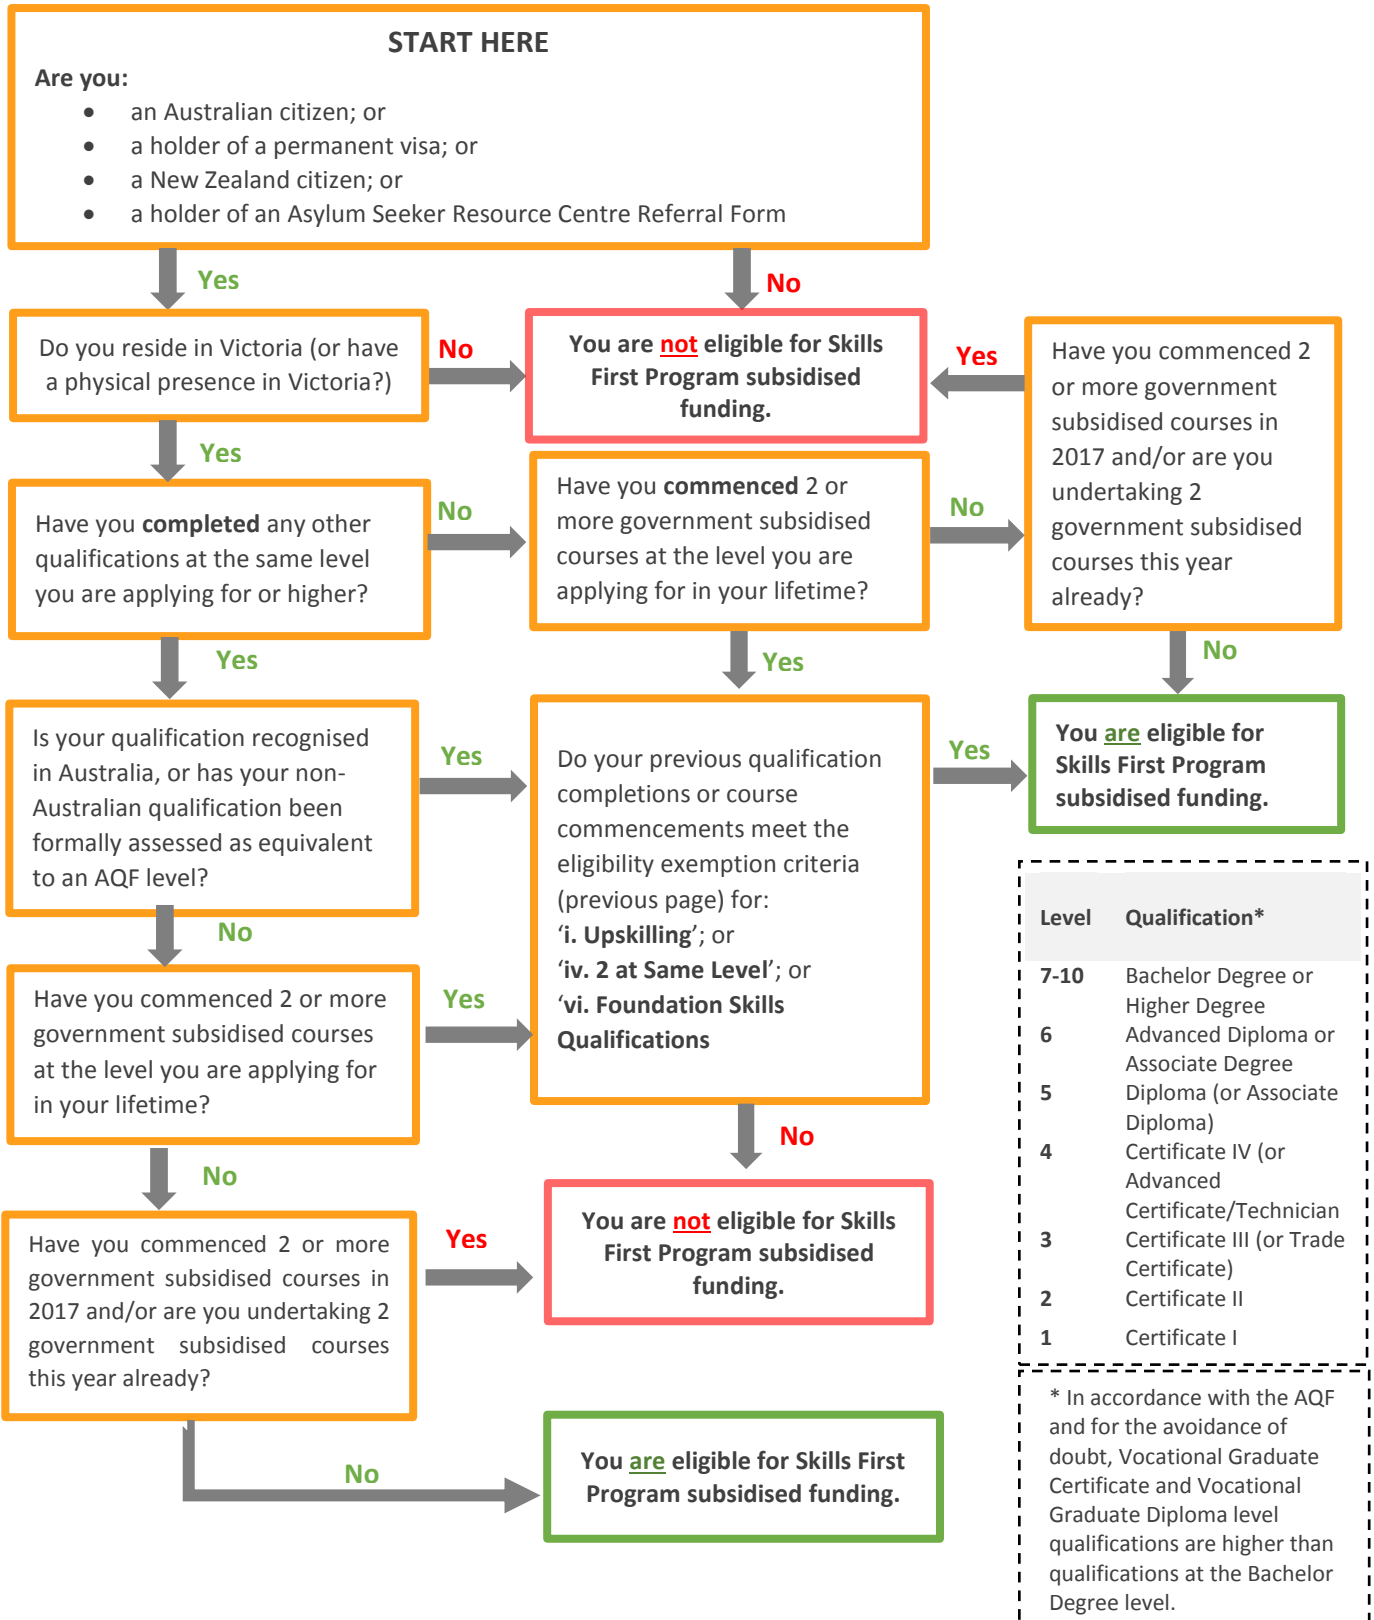 START HERE
Are you:
• an Australian citizen; or
• a holder of a permanent visa; or
• a New Zealand citizen; or
• a holder of an Asylum Seeker Resource Centre Referral Form
Yes
No
Do you reside in Victoria (or have
a physical presence in Victoria?)
No
You are not eligible for Skills
First Program subsidised
funding.
Yes
Have you commenced 2
or more government
subsidised courses in
2017 and/or are you
undertaking 2
government subsidised
courses this year
already?
Yes
Have you completed any other
qualifications at the same level
you are applying for or higher?
No
Have you commenced 2 or
more government subsidised
courses at the level you are
applying for in your lifetime?
No
Yes
Yes
No
Is your qualification recognised
in Australia, or has your non-
Australian qualification been
formally assessed as equivalent
to an AQF level?
Yes
Do your previous qualification
completions or course
commencements meet the
eligibility exemption criteria
(previous page) for:
‘i. Upskilling’; or
‘iv. 2 at Same Level’; or
‘vi. Foundation Skills
Qualifications
Yes
You are eligible for
Skills First Program
subsidised funding.
No
Have you commenced 2 or more
government subsidised courses
at the level you are applying for
in your lifetime?
Yes
No
No
Have you commenced 2 or more
government subsidised courses in
2017 and/or are you undertaking 2
government subsidised courses
this year already?
Yes
You are not eligible for Skills
First Program subsidised
funding.
No
You are eligible for Skills First
Program subsidised funding.
Level Qualification*
7-10 Bachelor Degree or
Higher Degree
6 Advanced Diploma or
Associate Degree
5 Diploma (or Associate
Diploma)
4 Certificate IV (or
Advanced
Certificate/Technician
3 Certificate III (or Trade
Certificate)
2 Certificate II
1 Certificate I
* In accordance with the AQF
and for the avoidance of
doubt, Vocational Graduate
Certificate and Vocational
Graduate Diploma level
qualifications are higher than
qualifications at the Bachelor
Degree level.